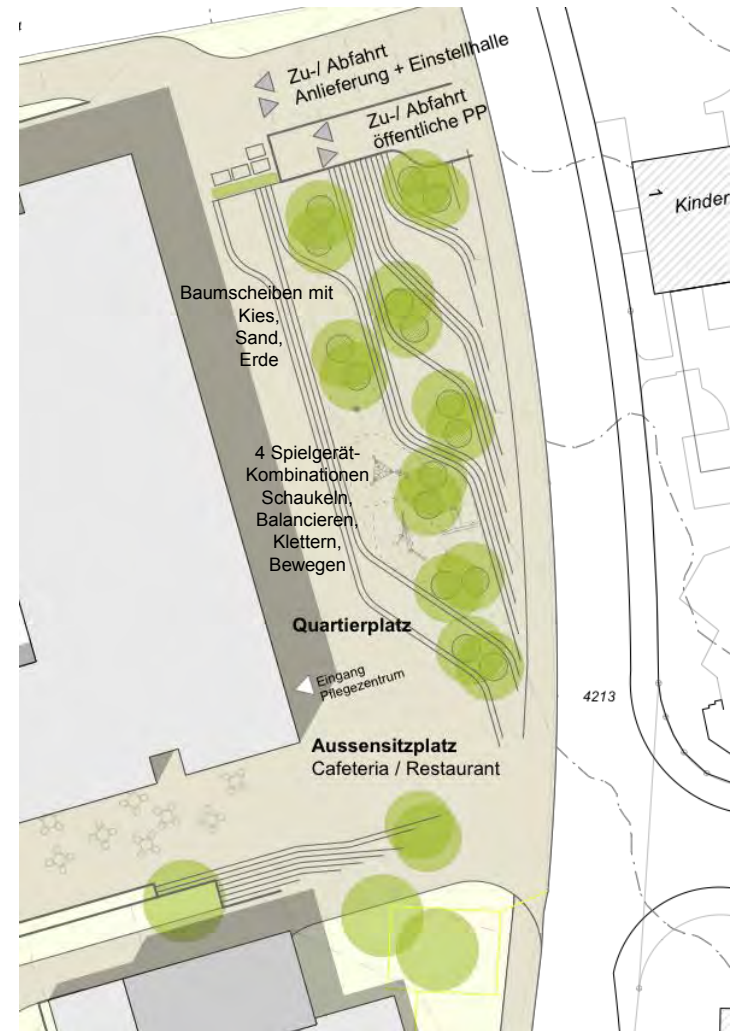 Zu-/ Abfahrt
Anlieferung + Einstellhalle
Zu-/ Abfahrt
öffentliche PP
1
Kinder
Baumscheiben mit
Kies,
Sand,
Erde
4 Spielgerät-
Kombinationen
Schaukeln,
Balancieren,
Klettern,
Bewegen
Quartierplatz
Eingang
Pflegezentrum
4213
Aussensitzplatz
Cafeteria / Restaurant